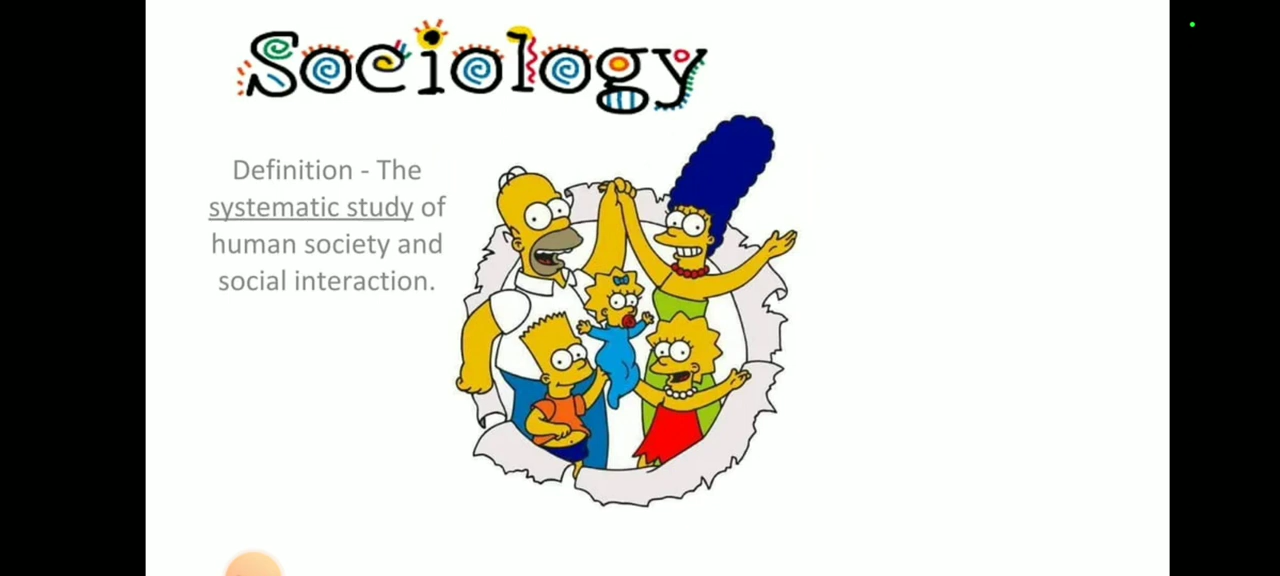 Sociology
Definition - The
systematic study of
human society and
social interaction.